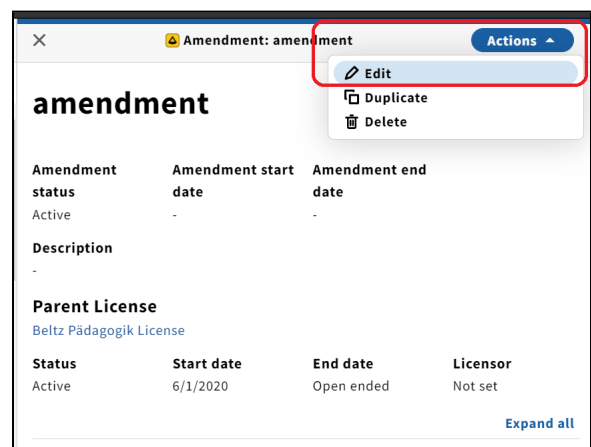 Amendment: amendment
Actions
Edit
Duplicate
Delete
amendment
Amendment status
Amendment start date
Amendment end date
Active
-
-
Description
-
Parent License
Beltz Pädagogik License
Status Start date End date Licensor
Active 6/1/2020 Open ended Not set
Expand all